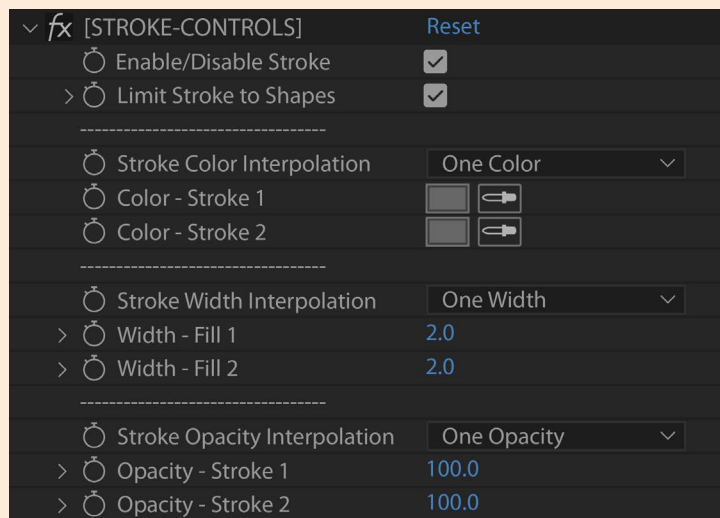 fx [STROKE-CONTROLS] Reset
Enable/Disable Stroke
Limit Stroke to Shapes
----------------------------------
Stroke Color Interpolation One Color
Color - Stroke 1
Color - Stroke 2
----------------------------------
Stroke Width Interpolation One Width
Width - Fill 1 2.0
Width - Fill 2 2.0
----------------------------------
Stroke Opacity Interpolation One Opacity
Opacity - Stroke 1 100.0
Opacity - Stroke 2 100.0